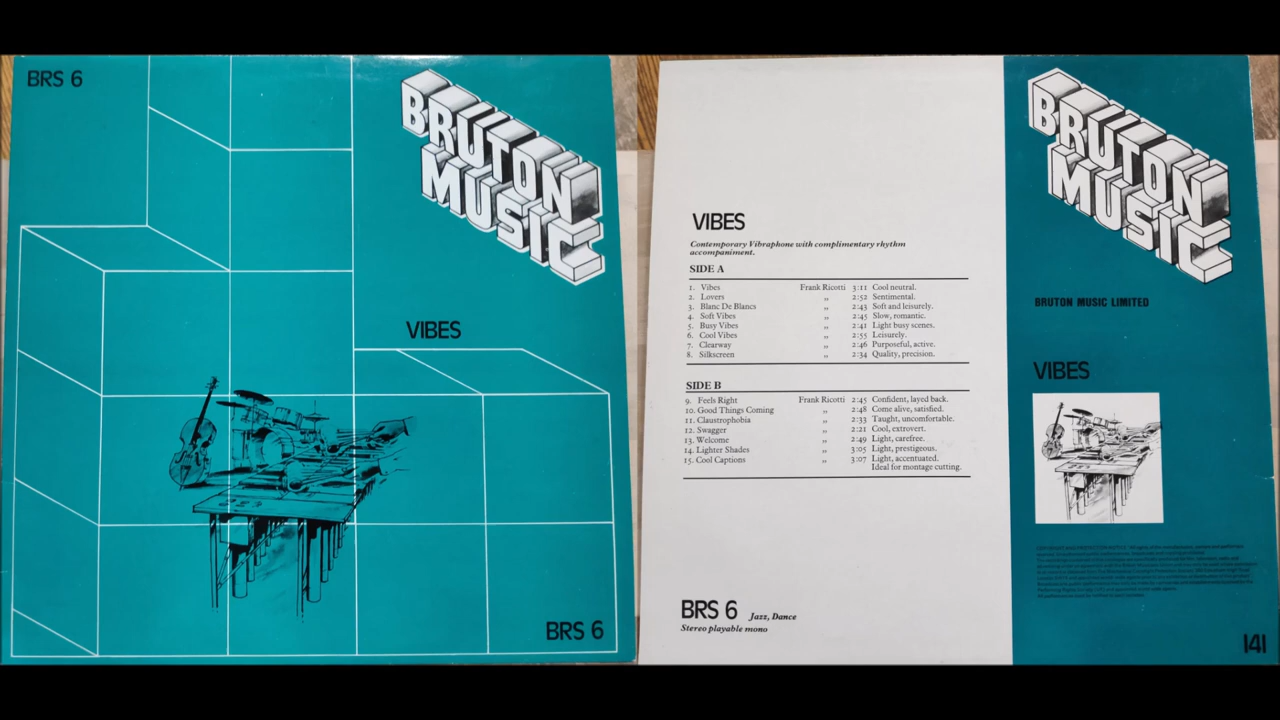 BRS 6
BRUTON
MUSIC
VIBES
BRS 6
VIBES
Contemporary Vibraphone with complimentary rhythm
accompaniment.
SIDE A
1. Vibes Frank Ricotti 3:11 Cool neutral.
2. Lovers ,, 2:52 Sentimental.
3. Blanc De Blancs ,, 2:43 Soft and leisurely.
4. Soft Vibes ,, 2:45 Slow, romantic.
5. Busy Vibes ,, 2:41 Light busy scenes.
6. Cool Vibes ,, 2:55 Leisurely.
7. Clearway ,, 2:46 Purposeful, active.
8. Silkscreen ,, 2:34 Quality, precision.
SIDE B
9. Feels Right Frank Ricotti 2:45 Confident, layed back.
10. Good Things Coming ,, 2:48 Come alive, satisfied.
11. Claustrophobia ,, 2:33 Taught, uncomfortable.
12. Swagger ,, 2:21 Cool, extrovert.
13. Welcome ,, 2:49 Light, carefree.
14. Lighter Shades ,, 3:05 Light, prestigeous.
15. Cool Captions ,, 3:07 Light, accentuated.
Ideal for montage cutting.
BRS 6 Jazz, Dance
Stereo playable mono
BRUTON
MUSIC
BRUTON MUSIC LIMITED
VIBES
141